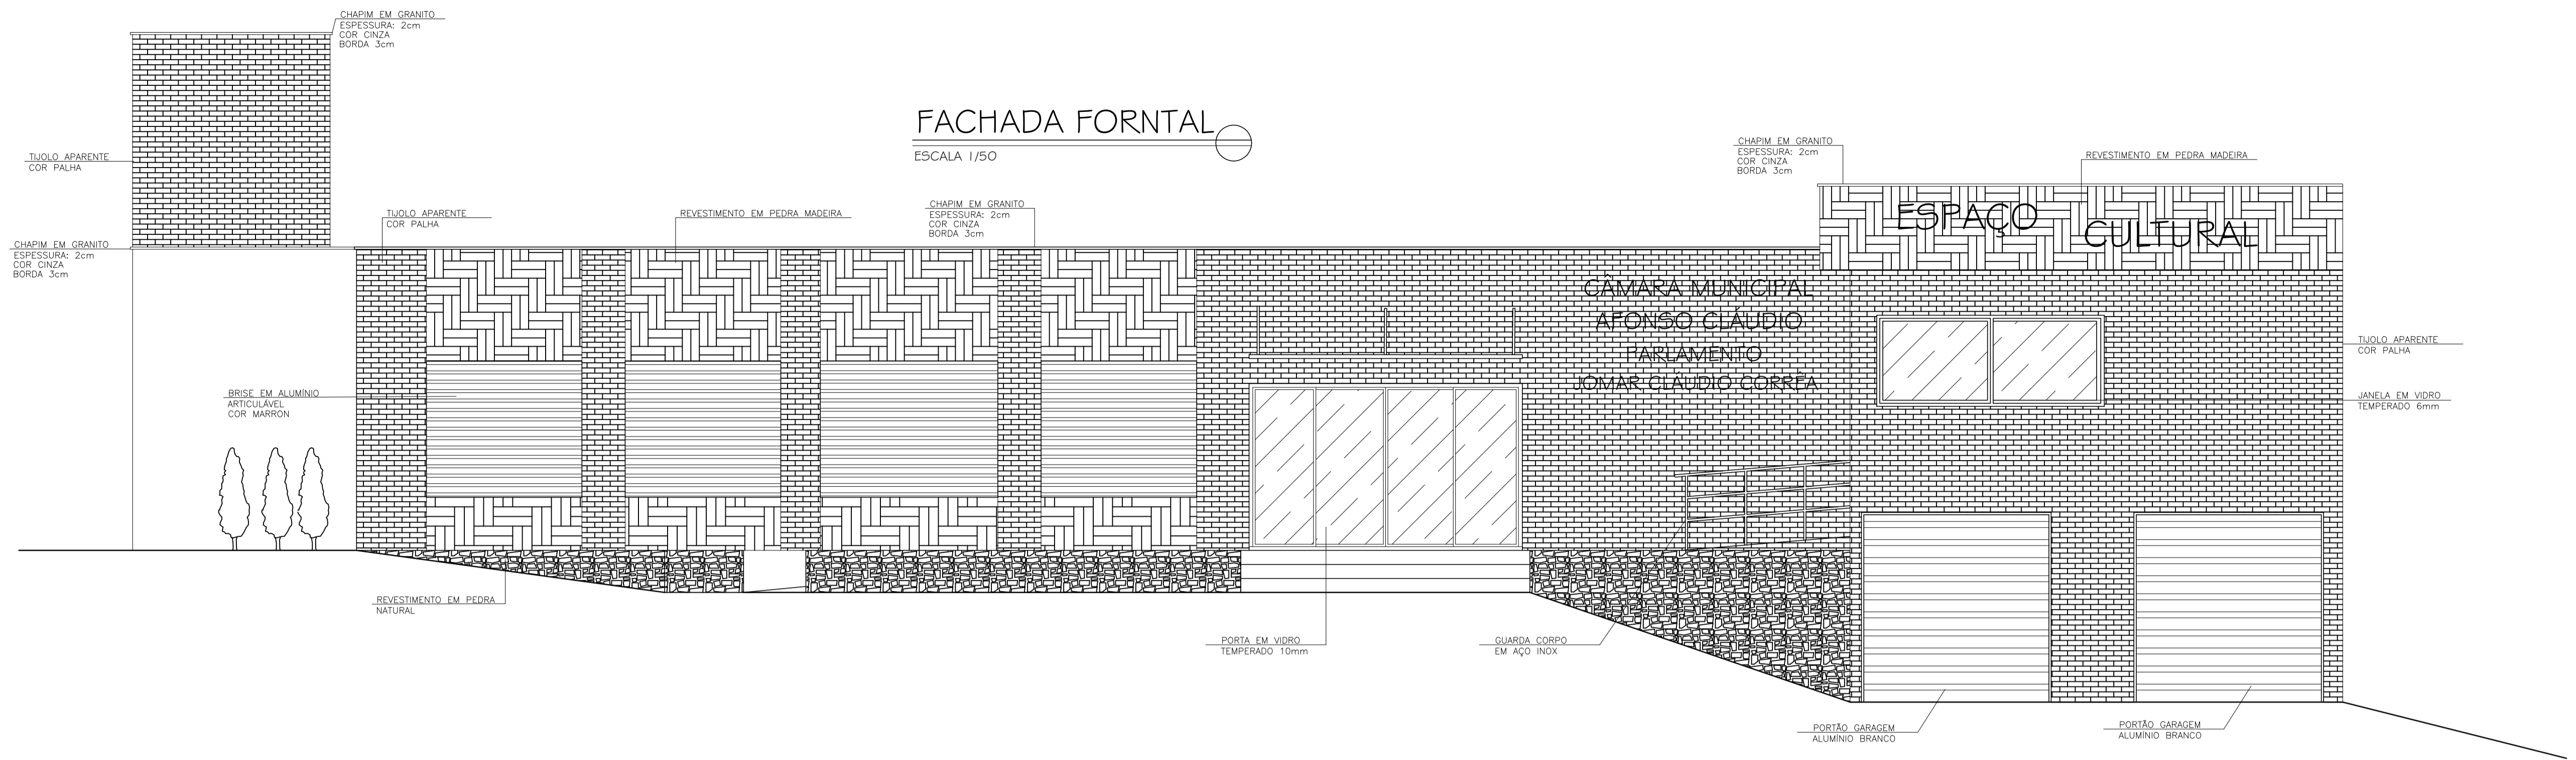 CHAPIM EM GRANITO
ESPESSURA: 2cm
COR CINZA
BORDA 3cm
FACHADA FORNTAL
ESCALA 1/50
TIJOLO APARENTE
COR PALHA
CHAPIM EM GRANITO
ESPESSURA: 2cm
COR CINZA
BORDA 3cm
REVESTIMENTO EM PEDRA MADEIRA
TIJOLO APARENTE
COR PALHA
REVESTIMENTO EM PEDRA MADEIRA
CHAPIM EM GRANITO
ESPESSURA: 2cm
COR CINZA
BORDA 3cm
ESPAÇO
CULTURAL
CHAPIM EM GRANITO
ESPESSURA: 2cm
COR CINZA
BORDA 3cm
CÂMARA MUNICIPAL
AFONSO CLÁUDIO
PARLAMENTO
JOMAR CLÁUDIO CORRÊA
TIJOLO APARENTE
COR PALHA
BRISE EM ALUMÍNIO
ARTICULÁVEL
COR MARRON
JANELA EM VIDRO
TEMPERADO 6mm
REVESTIMENTO EM PEDRA
NATURAL
PORTA EM VIDRO
TEMPERADO 10mm
GUARDA CORPO
EM AÇO INOX
PORTÃO GARAGEM
ALUMÍNIO BRANCO
PORTÃO GARAGEM
ALUMÍNIO BRANCO